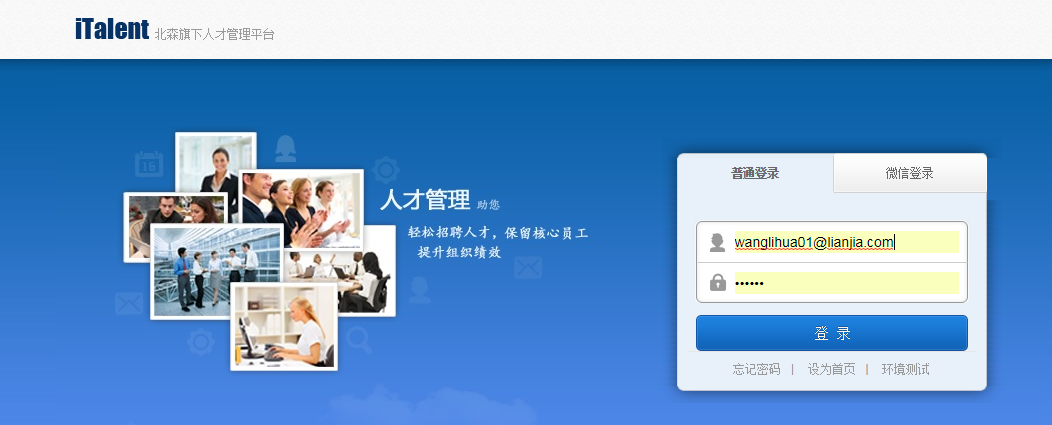 iTalent 北森旗下人才管理平台
16
人才管理 助您
轻松招聘人才，保留核心员工
提升组织绩效
普通登录 微信登录
wanglihua01@lianjia.com
••••••
登 录
忘记密码 | 设为首页 | 环境测试